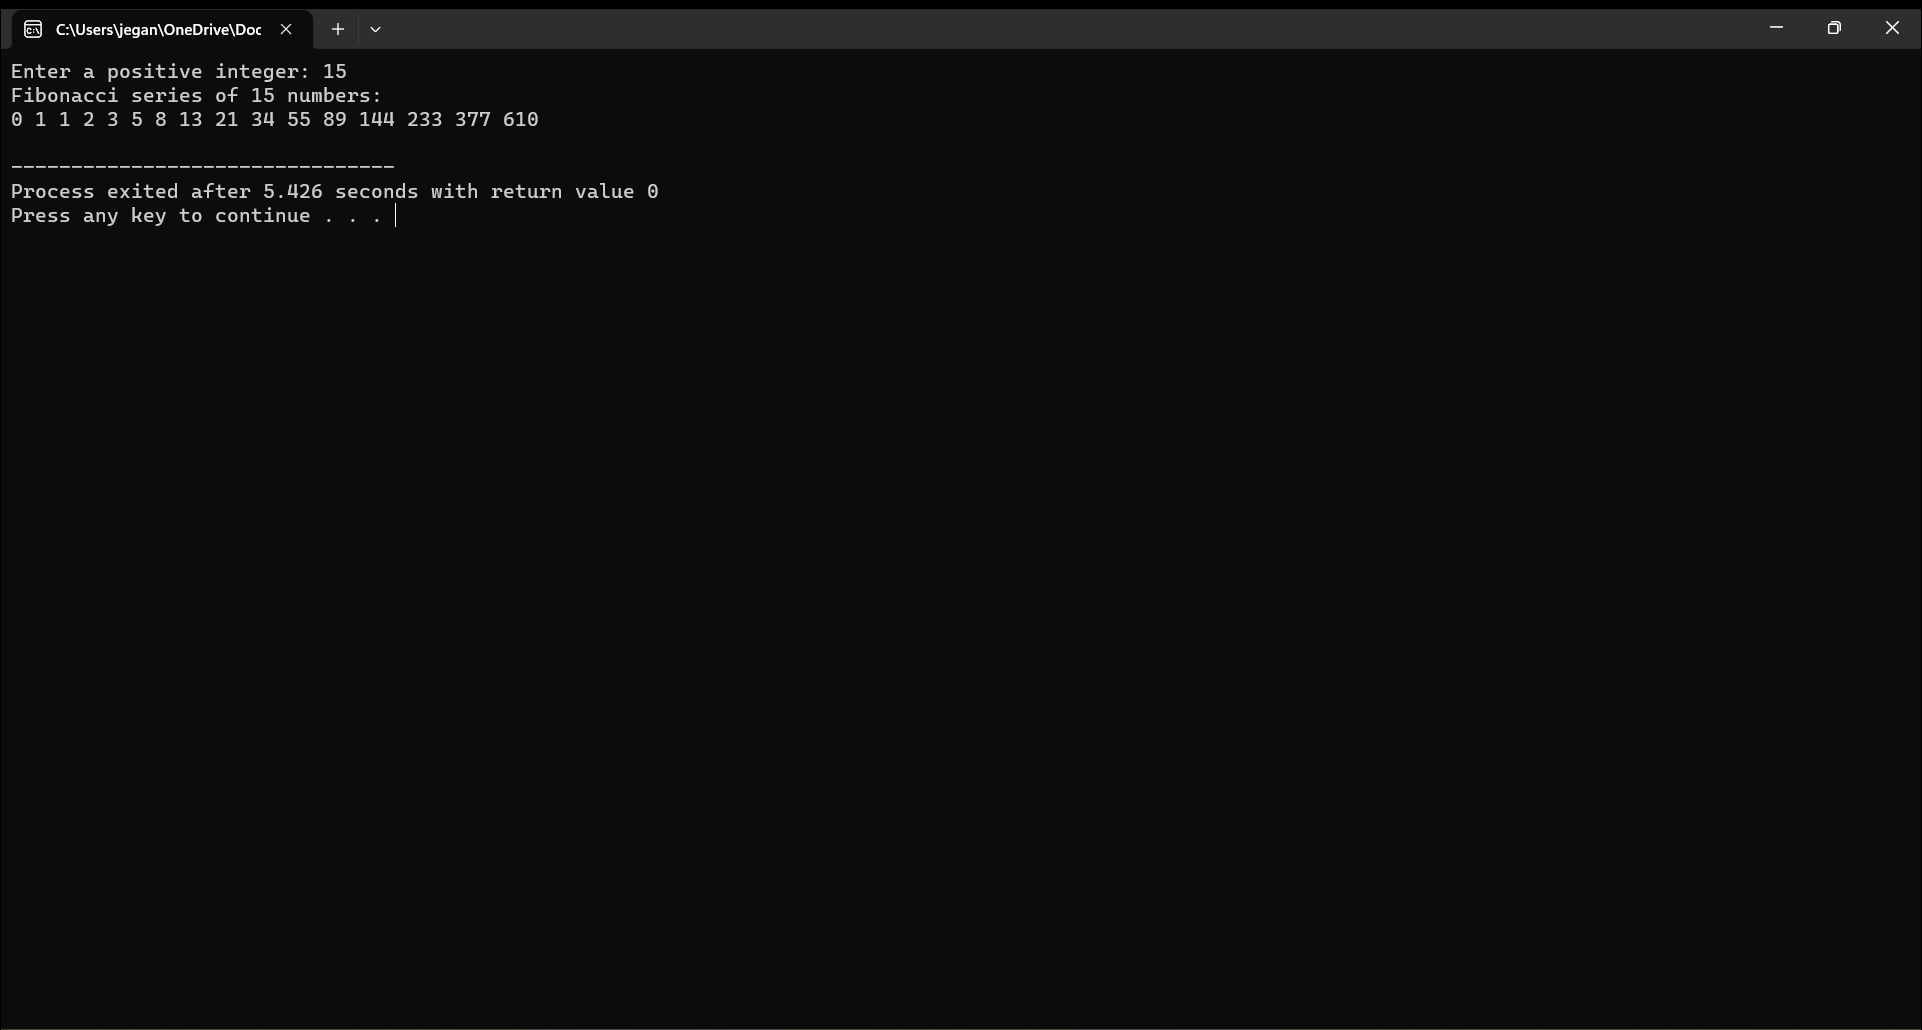 C:\Users\jegan\OneDrive\Doc
Enter a positive integer: 15
Fibonacci series of 15 numbers:
0 1 1 2 3 5 8 13 21 34 55 89 144 233 377 610
--------------------------------
Process exited after 5.426 seconds with return value 0
Press any key to continue . . .